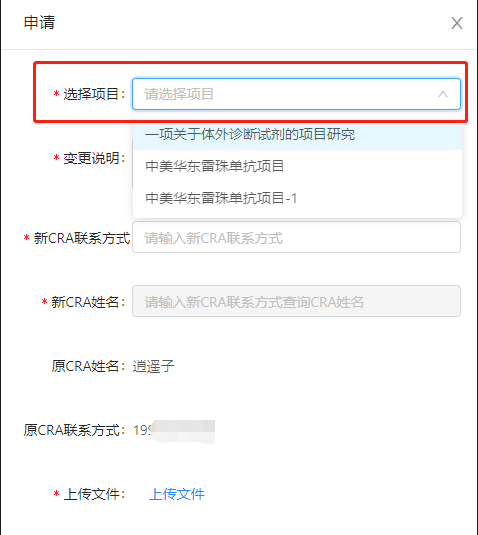 申请
* 选择项目： 请选择项目
一项关于体外诊断试剂的项目研究
* 变更说明：
中美华东雷珠单抗项目
中美华东雷珠单抗项目-1
* 新CRA联系方式 请输入新CRA联系方式
* 新CRA姓名： 请输入新CRA联系方式查询CRA姓名
原CRA姓名： 逍遥子
原CRA联系方式： 199
* 上传文件： 上传文件